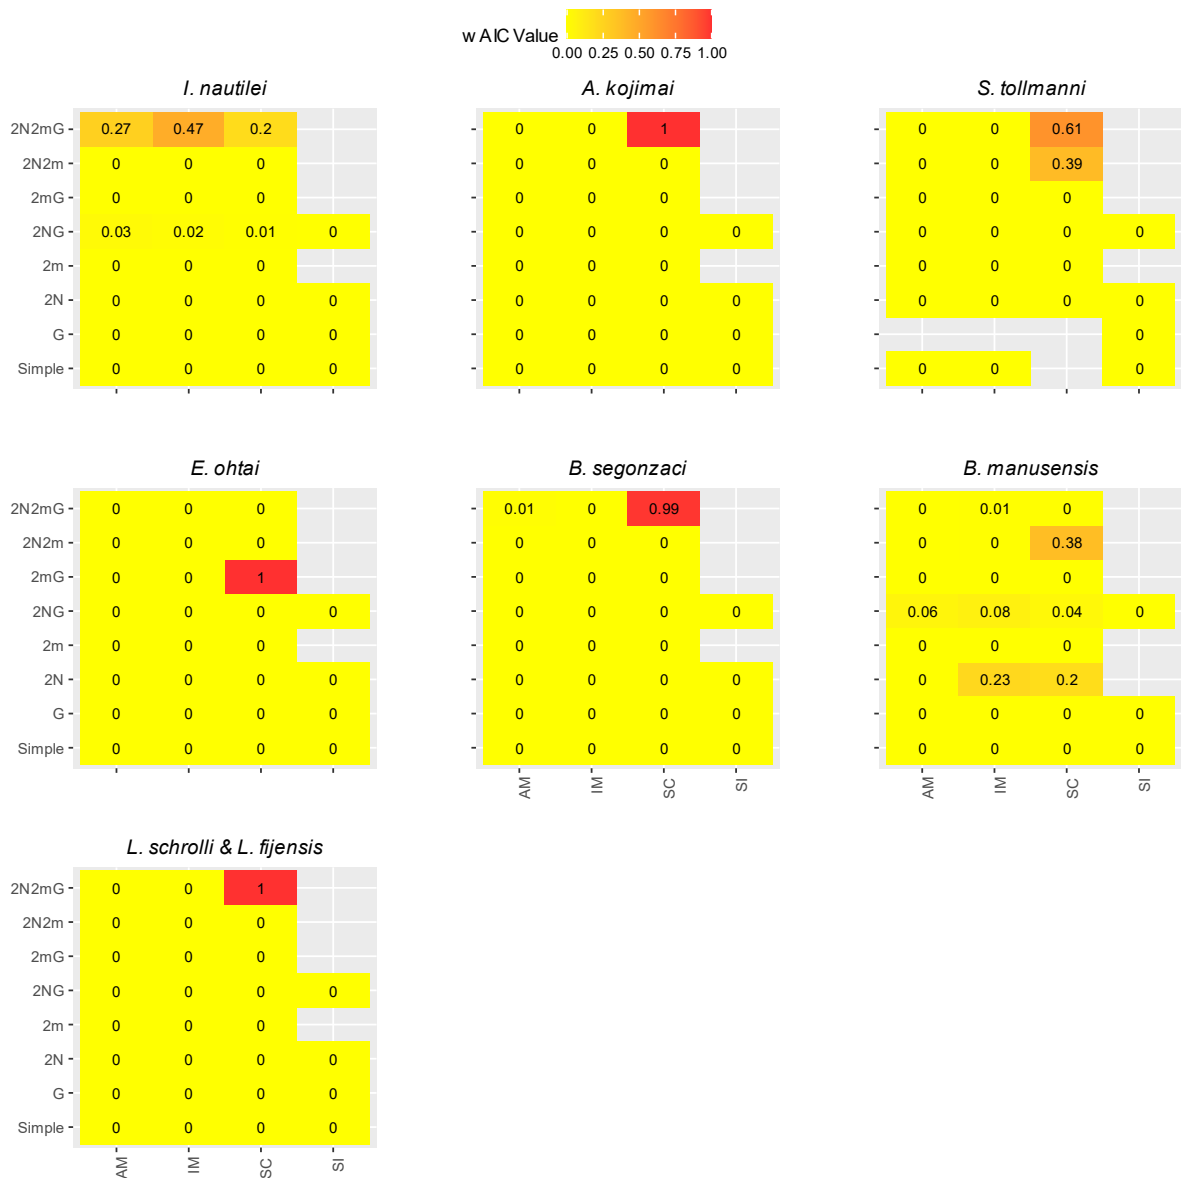 w AIC Value
0.00 0.25 0.50 0.75 1.00
I. nautilei A. kojimai S. tollmanni
2N2mG 0.27 0.47 0.2 0 0 1 0 0 0.61
2N2m 0 0 0 0 0 0 0 0 0.39
2mG 0 0 0 0 0 0 0 0 0
2NG 0.03 0.02 0.01 0 0 0 0 0 0 0 0 0
2m 0 0 0 0 0 0 0 0 0
2N 0 0 0 0 0 0 0 0 0 0 0 0
G 0 0 0 0 0 0 0 0 0
Simple 0 0 0 0 0 0 0 0 0 0 0
E. ohtai B. segonzaci B. manusensis
2N2mG 0 0 0 0.01 0 0.99 0 0.01 0
2N2m 0 0 0 0 0 0 0 0 0.38
2mG 0 0 1 0 0 0 0 0 0
2NG 0 0 0 0 0 0 0 0 0.06 0.08 0.04 0
2m 0 0 0 0 0 0 0 0 0
2N 0 0 0 0 0 0 0 0 0 0.23 0.2
G 0 0 0 0 0 0 0 0 0 0 0 0
Simple 0 0 0 0 0 0 0 0 0 0 0 0
AM IM SC SI AM IM SC SI
L. schrolli & L. fijensis
2N2mG 0 0 1
2N2m 0 0 0
2mG 0 0 0
2NG 0 0 0 0
2m 0 0 0
2N 0 0 0 0
G 0 0 0 0
Simple 0 0 0 0
AM IM SC SI